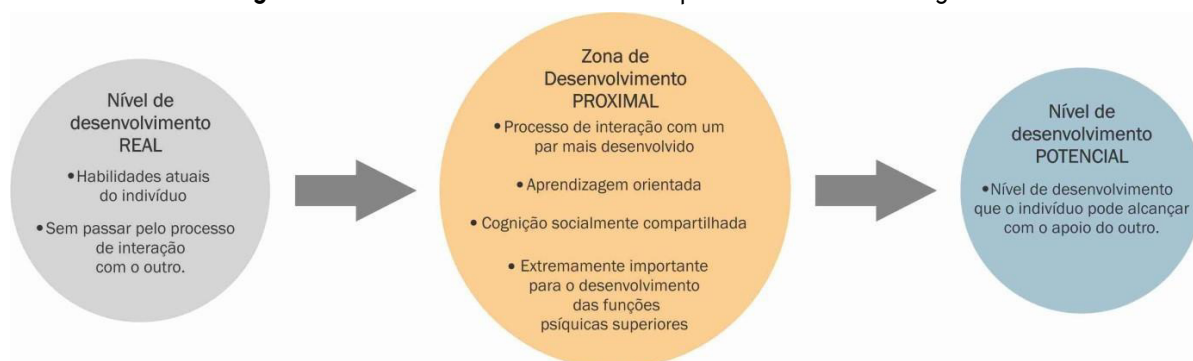 Nível de
desenvolvimento
REAL
•Habilidades atuais
do indivíduo
•Sem passar pelo processo
de interação
com o outro.
Zona de
Desenvolvimento
PROXIMAL
•Processo de interação com um
par mais desenvolvido
•Aprendizagem orientada
•Cognição socialmente compartilhada
• Extremamente importante
para o desenvolvimento
das funções
psíquicas superiores
Nível de
desenvolvimento
POTENCIAL
•Nível de desenvolvimento
que o indivíduo pode alcançar
com o apoio do outro.